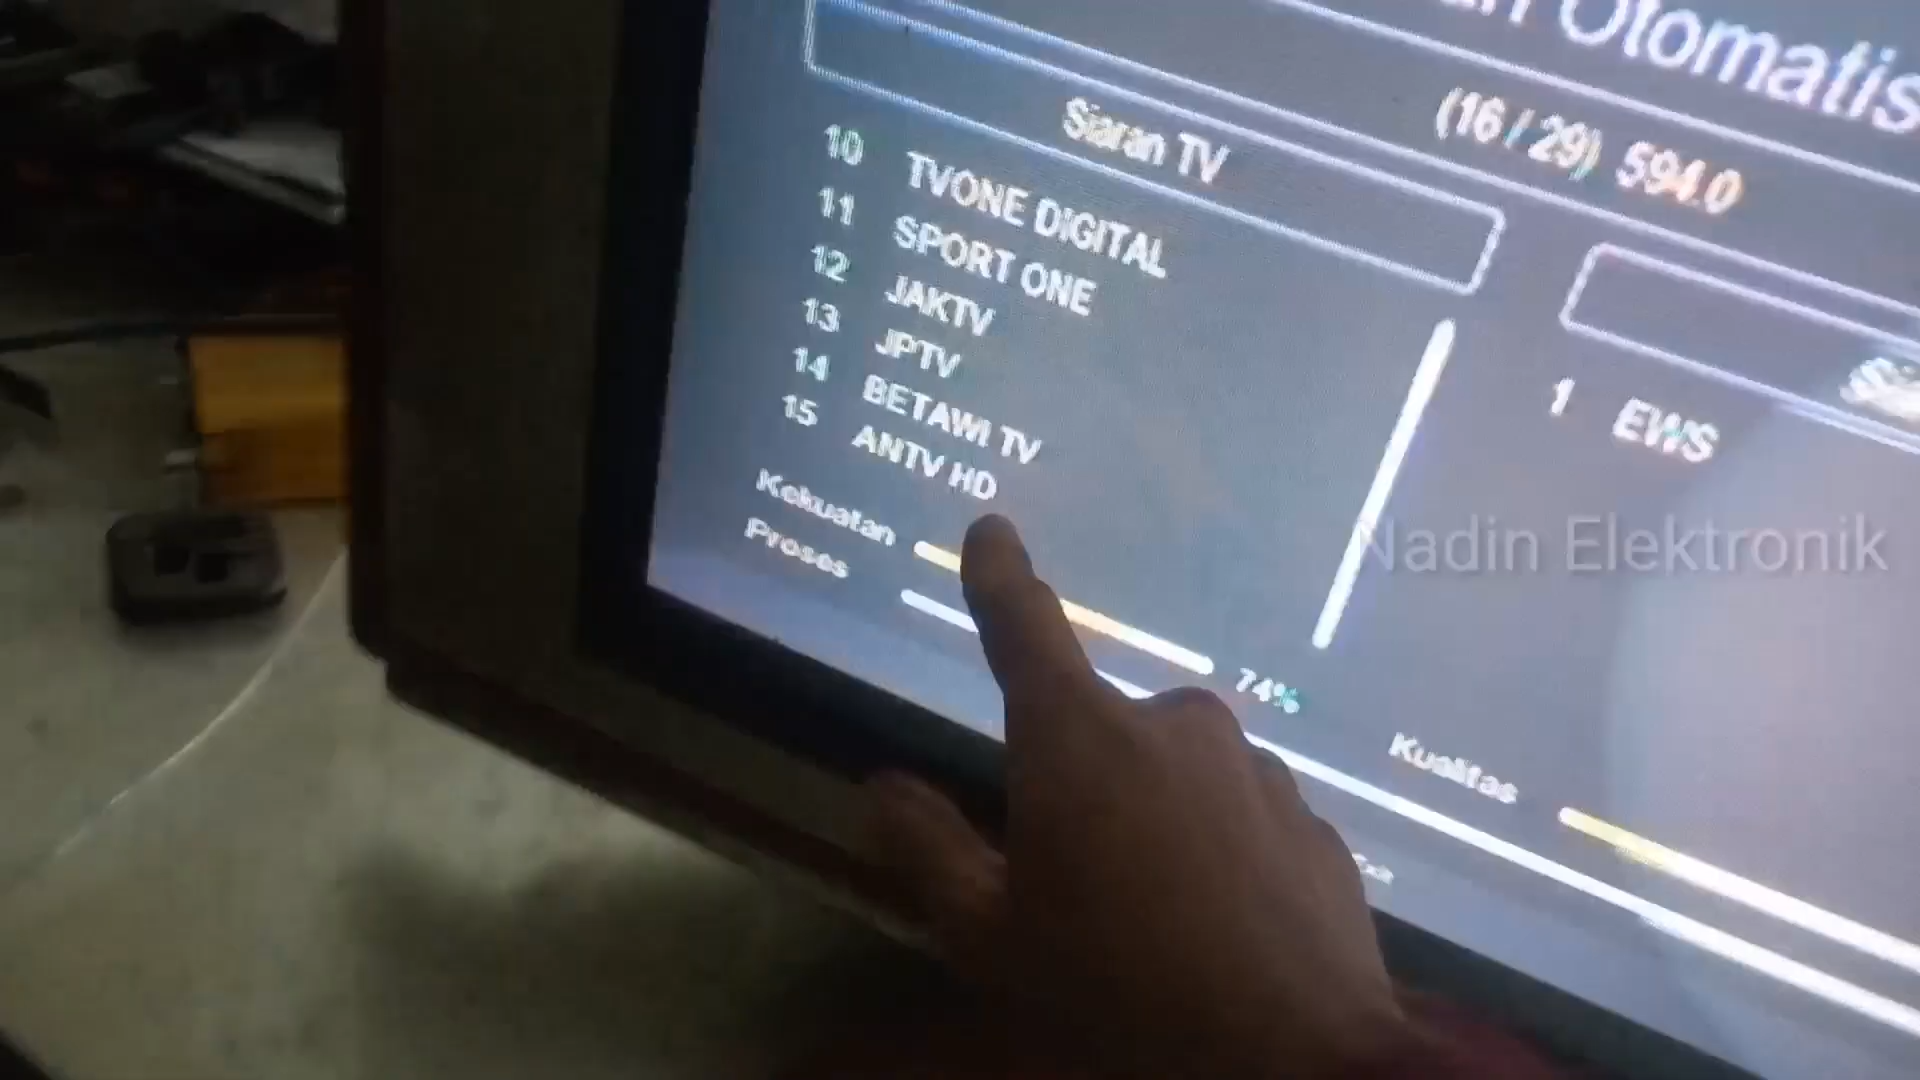 Otomatis
(16 / 29) 594.0
Siaran TV
10 TVONE DIGITAL
11 SPORT ONE
12 JAKTV
13 JPTV
14 BETAWI TV
15 ANTV HD
1 EWS
Kekuatan 74%
Proses
Kualitas
Nadin Elektronik